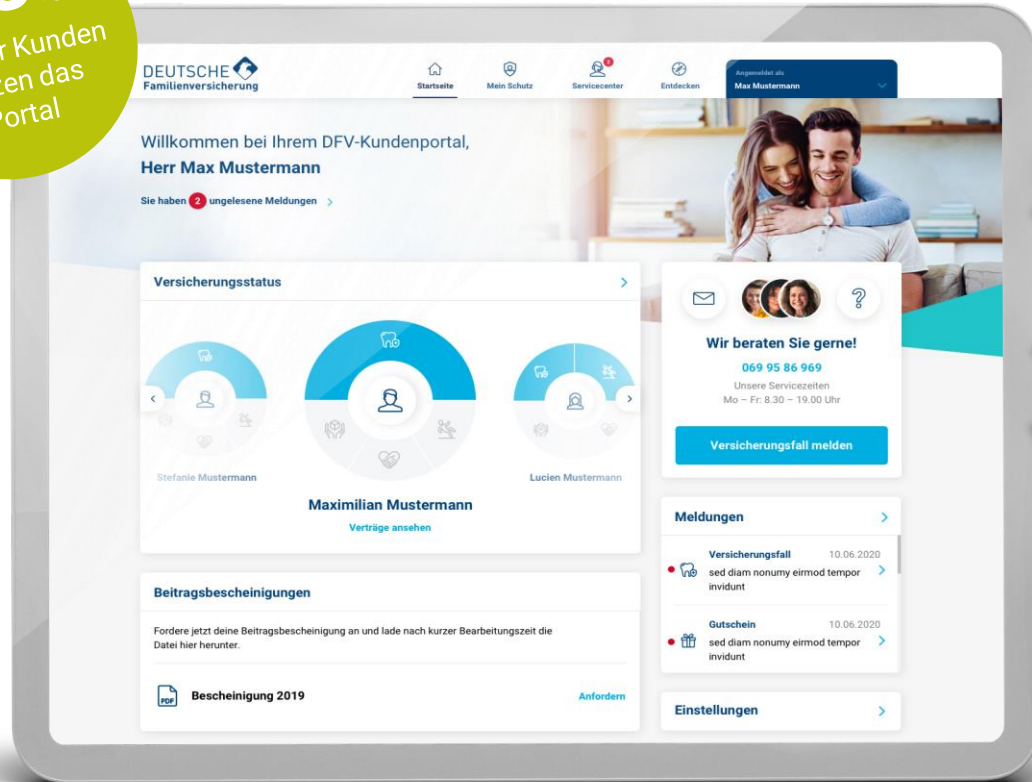 Kunden
das
Portal
DEUTSCHE
Familienversicherung
Startseite
Mein Schutz
Servicecenter
Entdecken
Angemeldet als
Max Mustermann
Willkommen bei Ihrem DFV-Kundenportal,
Herr Max Mustermann
Sie haben 2 ungelesene Meldungen
Versicherungsstatus
Stefanie Mustermann
Lucien Mustermann
Maximilian Mustermann
Verträge ansehen
Wir beraten Sie gerne!
069 95 86 969
Unsere Servicezeiten
Mo – Fr: 8.30 – 19.00 Uhr
Versicherungsfall melden
Meldungen
Versicherungsfall 10.06.2020
sed diam nonumy eirmod tempor
invidunt
Gutschein 10.06.2020
sed diam nonumy eirmod tempor
invidunt
Einstellungen
Beitragsbescheinigungen
Fordere jetzt deine Beitragsbescheinigung an und lade nach kurzer Bearbeitungszeit die
Datei hier herunter.
PDF
Bescheinigung 2019
Anfordern